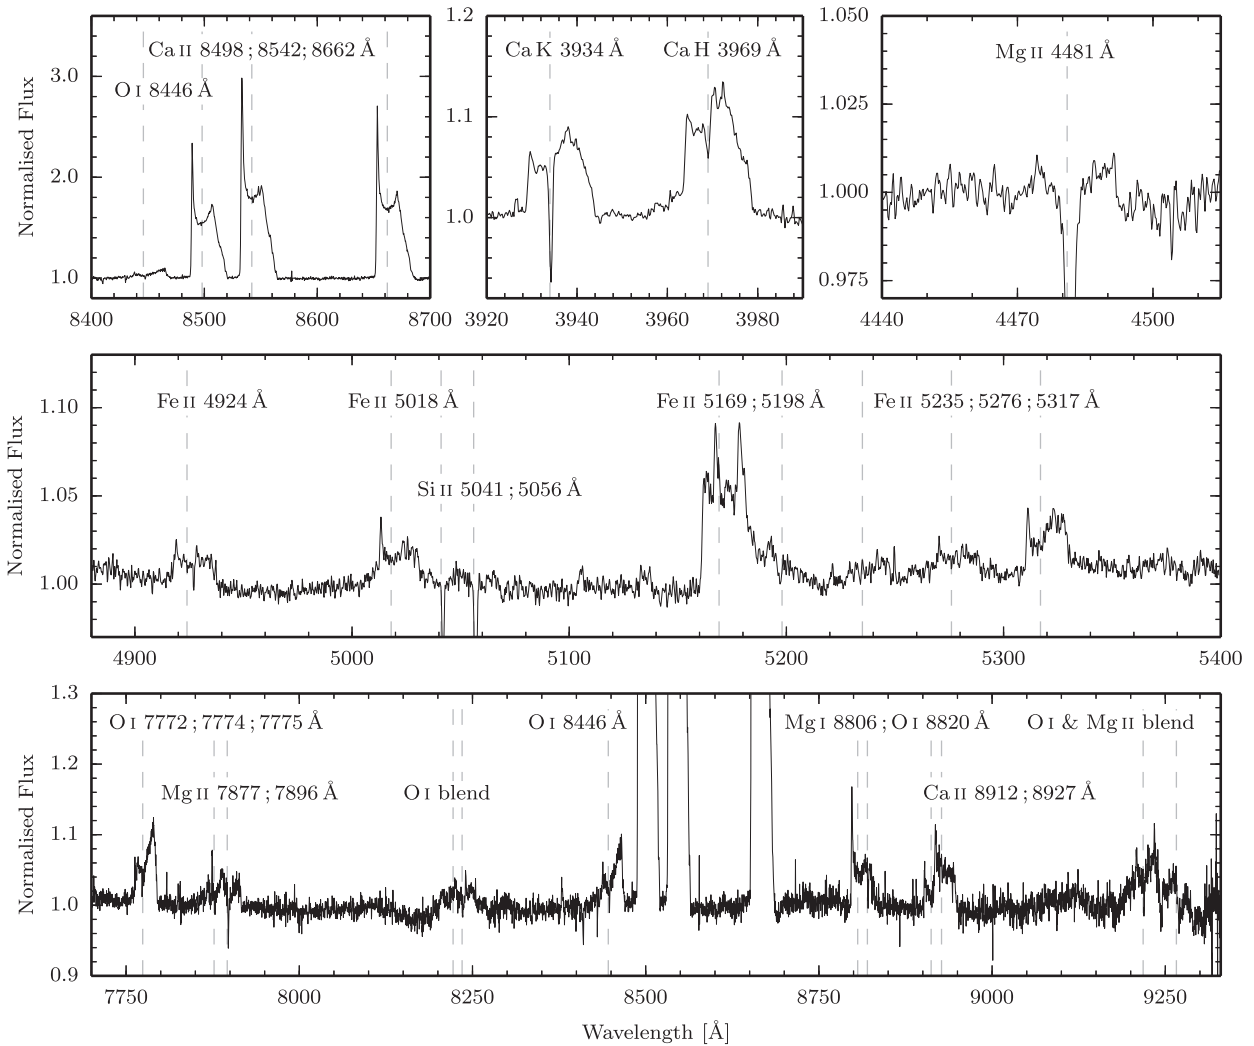 Ca II 8498 ; 8542; 8662 Å
O I 8446 Å
Normalised Flux
3.0
2.0
1.0
8400 8500 8600 8700
Ca K 3934 Å Ca H 3969 Å
1.2
1.1
1.0
3920 3940 3960 3980
Mg II 4481 Å
1.050
1.025
1.000
0.975
4440 4470 4500
Fe II 4924 Å Fe II 5018 Å Fe II 5169 ; 5198 Å Fe II 5235 ; 5276 ; 5317 Å
Si II 5041 ; 5056 Å
Normalised Flux
1.10
1.05
1.00
4900 5000 5100 5200 5300 5400
O I 7772 ; 7774 ; 7775 Å O I 8446 Å Mg I 8806 ; O I 8820 Å O I & Mg II blend
Mg II 7877 ; 7896 Å O I blend Ca II 8912 ; 8927 Å
Normalised Flux
1.3
1.2
1.1
1.0
0.9
7750 8000 8250 8500 8750 9000 9250
Wavelength [Å]